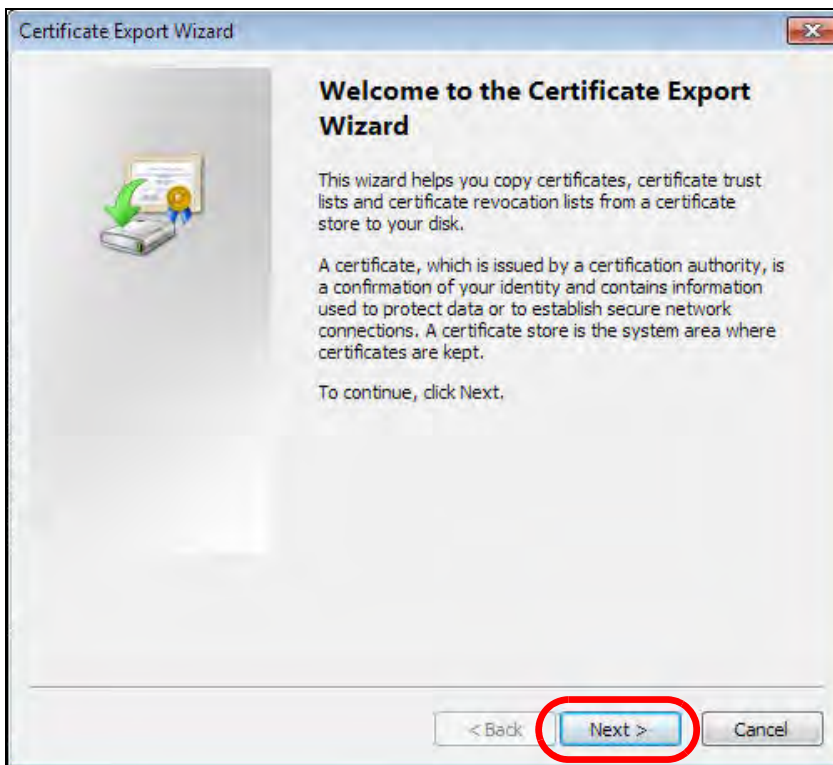 Certificate Export Wizard
Welcome to the Certificate Export
Wizard
This wizard helps you copy certificates, certificate trust
lists and certificate revocation lists from a certificate
store to your disk.
A certificate, which is issued by a certification authority, is
a confirmation of your identity and contains information
used to protect data or to establish secure network
connections. A certificate store is the system area where
certificates are kept.
To continue, click Next.
< Back
Next >
Cancel